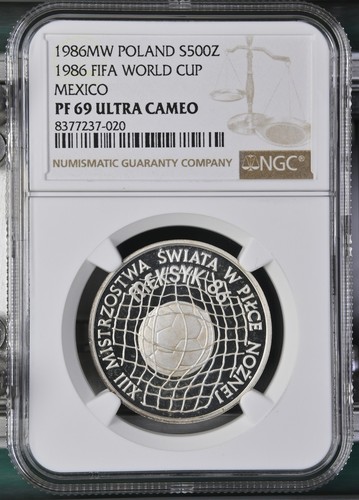 1986MW POLAND S500Z
1986 FIFA WORLD CUP
MEXICO
PF 69 ULTRA CAMEO
8377237-020
NUMISMATIC GUARANTY COMPANY
NGC®
XIII MISTRZOSTWA ŚWIATA W PIŁCE NOŻNEJ
MEKSYK-86